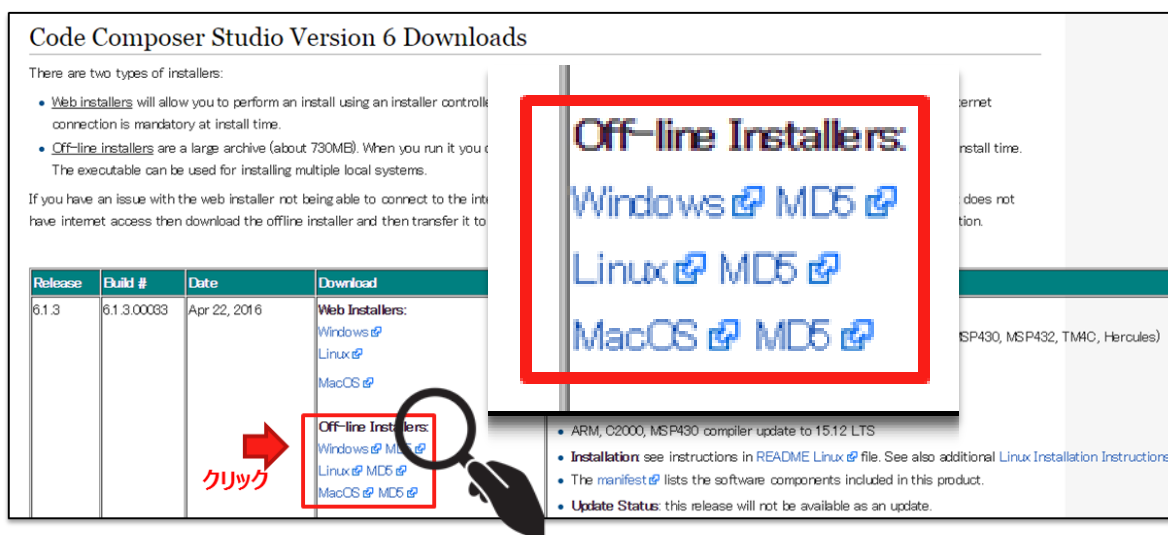 Code Composer Studio Version 6 Downloads
There are two types of installers:
Web installers will allow you to perform an install using an installer controlle
ernet
connection is mandatory at install time.
Off-line installers are a large archive (about 730MB). When you run it you
nstall time.
The executable can be used for installing multiple local systems.
If you have an issue with the web installer not being able to connect to the inte
does not
have internet access then download the offline installer and then transfer it to
tion.
Off-line Installers:
Windows MD5
Linux MD5
MacOS MD5
Release Build # Date Download
6.1.3 6.1.3.00033 Apr 22, 2016 Web Installers:
Windows
SP430, MSP432, TM4C, Hercules)
Linux
MacOS
Off-line Installers:
ARM, C2000, MSP430 compiler update to 15.12 LTS
Windows MD5
Installation: see instructions in README Linux file. See also additional Linux Installation Instructions
クリック
Linux MD5
The manifest lists the software components included in this product.
MacOS MD5
Update Status: this release will not be available as an update.